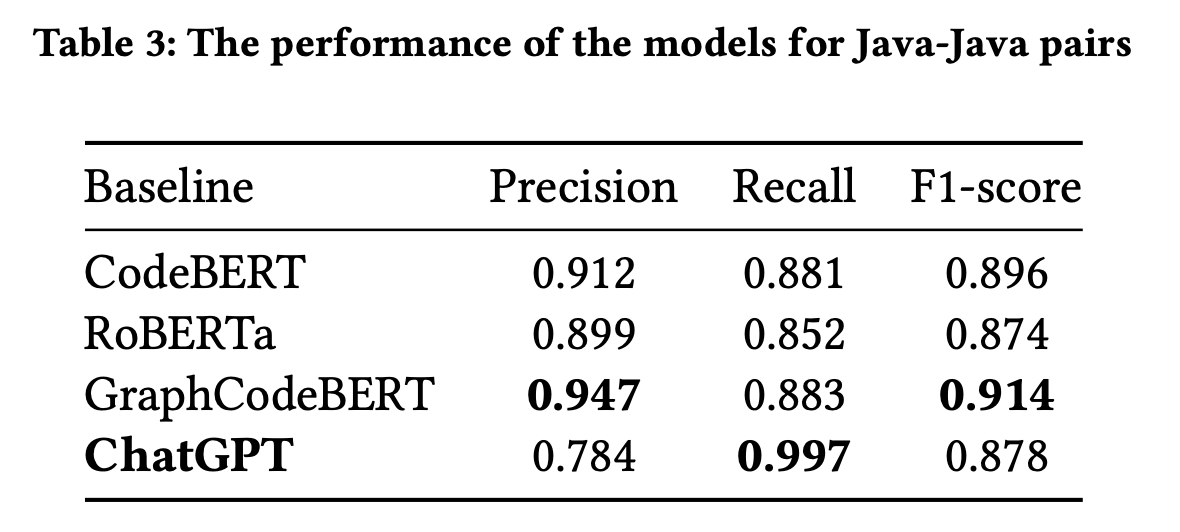 Table 3: The performance of the models for Java-Java pairs
Baseline Precision Recall F1-score
CodeBERT 0.912 0.881 0.896
RoBERTa 0.899 0.852 0.874
GraphCodeBERT 0.947 0.883 0.914
ChatGPT 0.784 0.997 0.878